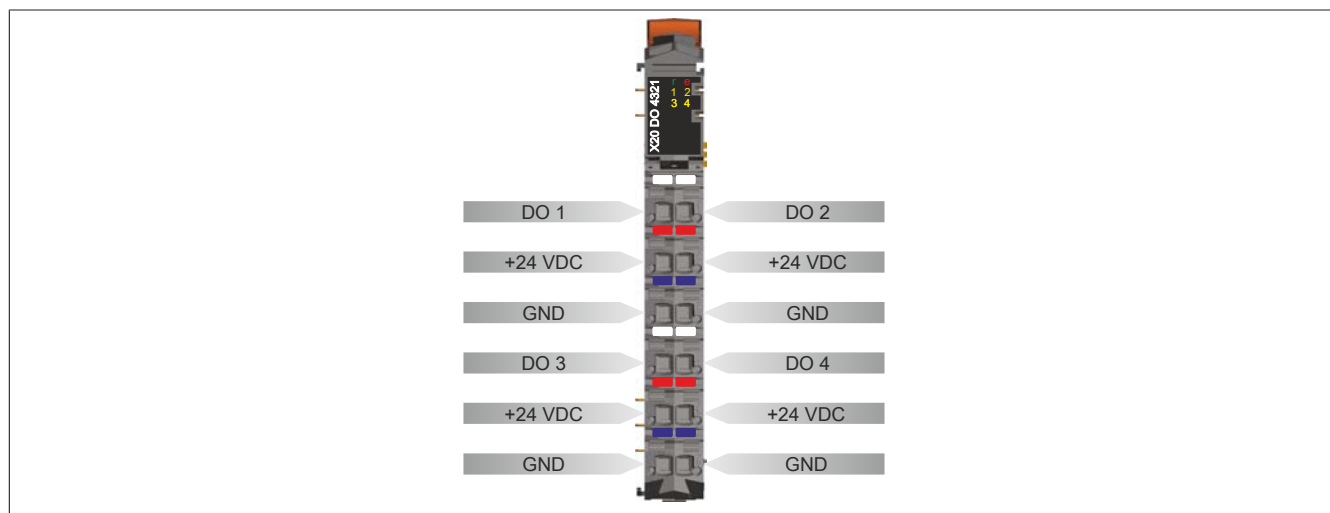 X20 DO 4321
r e
1 2
3 4
DO 1 DO 2
+24 VDC +24 VDC
GND GND
DO 3 DO 4
+24 VDC +24 VDC
GND GND